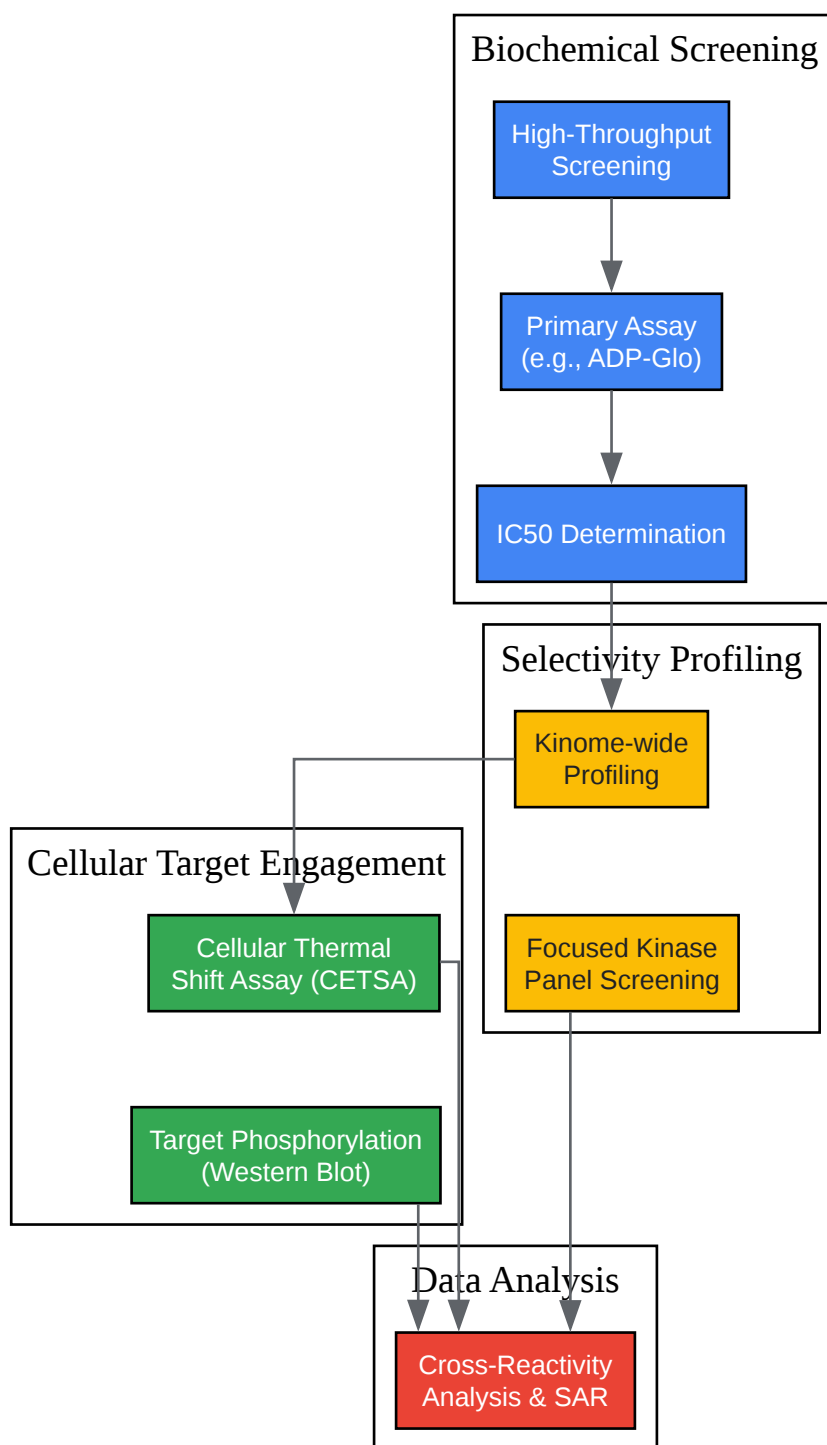 Biochemical Screening
High-Throughput
Screening
Primary Assay
(e.g., ADP-Glo)
IC50 Determination
Selectivity Profiling
Kinome-wide
Profiling
Cellular Target Engagement
Cellular Thermal
Shift Assay (CETSA)
Focused Kinase
Panel Screening
Target Phosphorylation
(Western Blot)
Data Analysis
Cross-Reactivity
Analysis & SAR